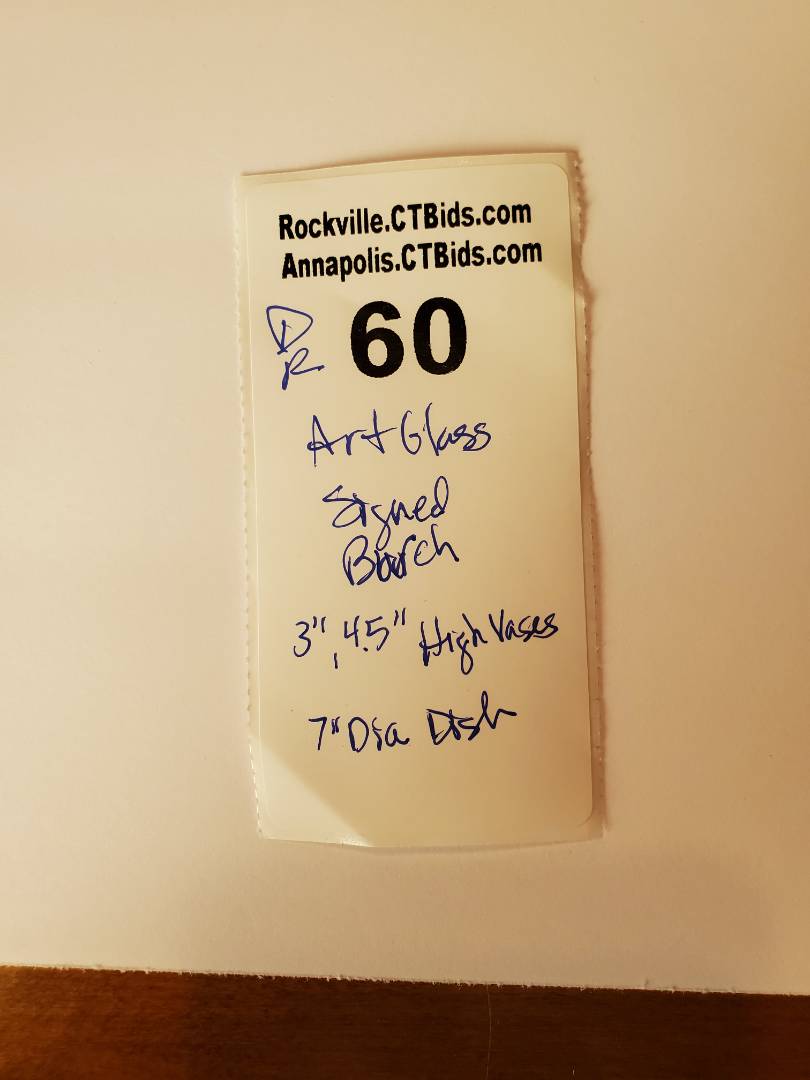 Rockville.CTBids.com
Annapolis.CTBids.com
DR 60
Art Glass
Signed
Burch
3", 4.5" High Vases
7" Dia Dish